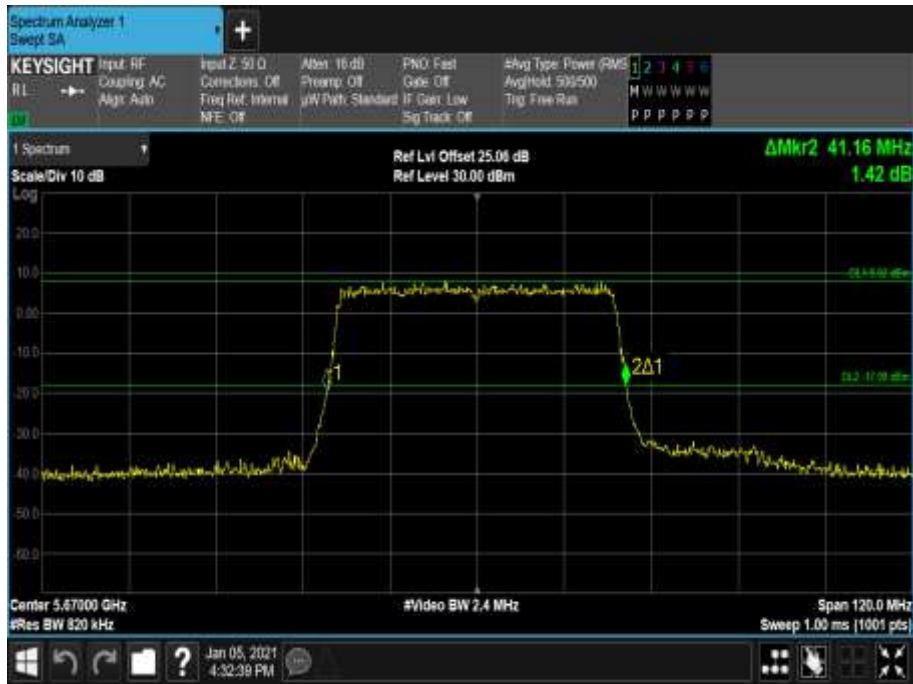 Spectrum Analyzer 1
Swept SA
+
KEYSIGHT
RL
Input: RF
Coupling: AC
Align: Auto
Input Z: 50 Ω
Corrections: Off
Freq Ref: Internal
NFE: Off
Atten: 16 dB
Preamp: Off
µW Path: Standard
PNO: Fast
Gate: Off
IF Gain: Low
Sig Track: Off
#Avg Type: Power (RMS
Avg|Hold: 500/500
Trig: Free Run
1 2 3 4 5 6
M W W W W W
P P P P P P
1 Spectrum
Scale/Div 10 dB
Log
Ref Lvl Offset 25.06 dB
Ref Level 30.00 dBm
ΔMkr2 41.16 MHz
1.42 dB
20.0
10.0
0.00
-10.0
-20.0
-30.0
-40.0
-50.0
1
2Δ1
Center 5.67000 GHz
#Res BW 820 kHz
#Video BW 2.4 MHz
Span 120.0 MHz
Sweep 1.00 ms (1001 pts)
?
Jan 05, 2021
4:32:39 PM